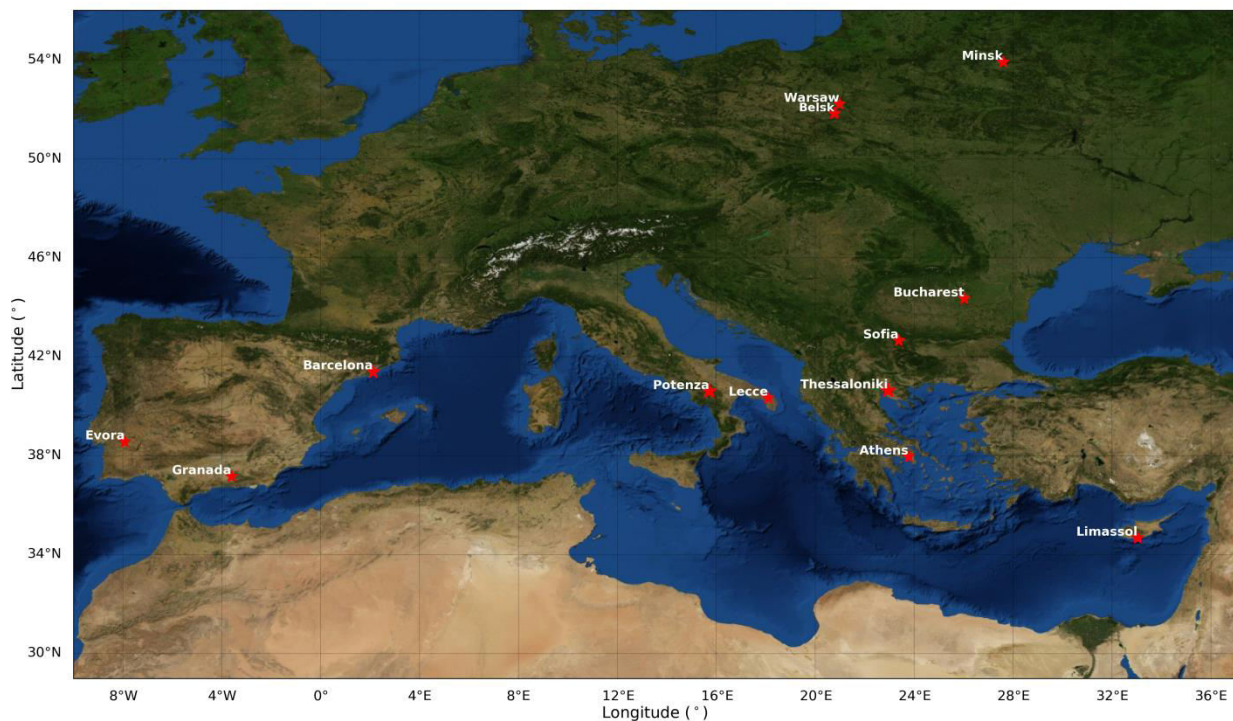 54°N
50°N
46°N
42°N
38°N
34°N
30°N
Latitude (°)
Minsk
Warsaw
Belsk
Bucharest
Sofia
Barcelona
Potenza
Lecce
Thessaloniki
Evora
Athens
Granada
Limassol
8°W
4°W
0°
4°E
8°E
12°E
16°E
20°E
24°E
28°E
32°E
36°E
Longitude (°)